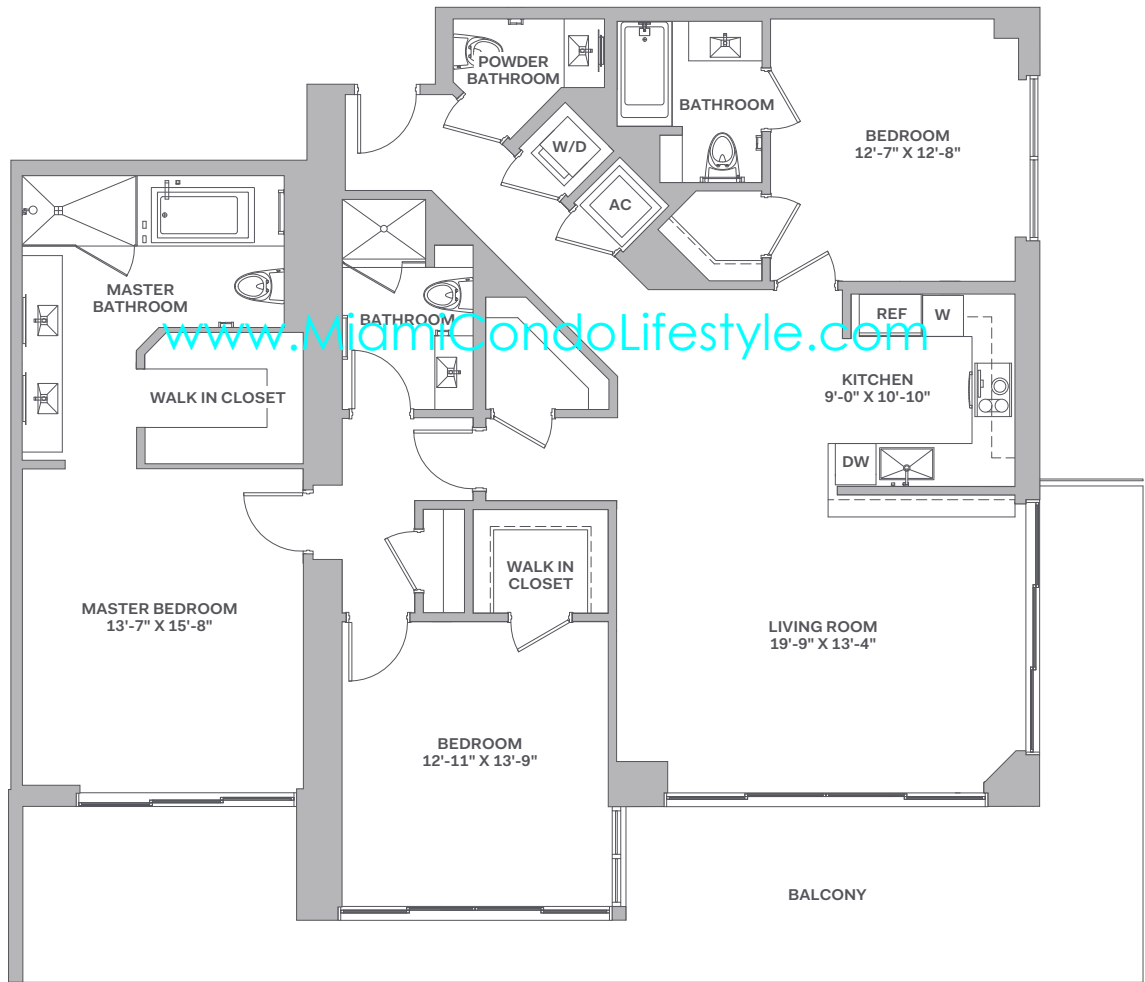 POWDER
BATHROOM
BATHROOM
BEDROOM
12'-7" X 12'-8"
W/D
AC
MASTER
BATHROOM
BATHROOM
REF
W
www.MiamiCondoLifestyle.com
WALK IN CLOSET
KITCHEN
9'-0" X 10'-10"
DW
WALK IN
CLOSET
MASTER BEDROOM
13'-7" X 15'-8"
LIVING ROOM
19'-9" X 13'-4"
BEDROOM
12'-11" X 13'-9"
BALCONY